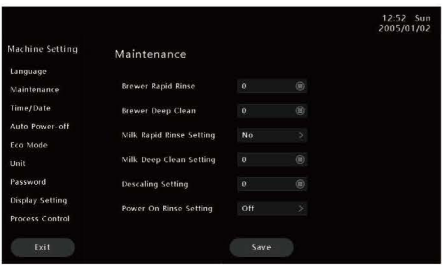 12:52 Sun
2005/01/02
Machine Setting
Language
Maintenance
Time/Date
Auto Power-off
Eco Mode
Unit
Password
Display Setting
Process Control
Exit
Maintenance
Brewer Rapid Rinse 0
Brewer Deep Clean 0
Milk Rapid Rinse Setting No >
Milk Deep Clean Setting 0
Descaling Setting 0
Power On Rinse Setting Off >
Save